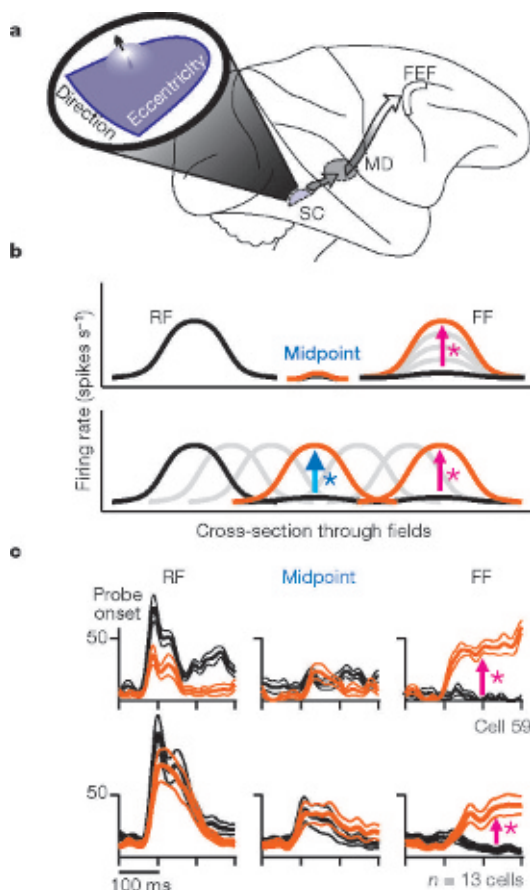 a
Direction
Eccentricity
FEF
MD
SC
b
RF
FF
Midpoint
*
*
*
Firing rate (spikes s⁻¹)
Cross-section through fields
c
RF
Midpoint
FF
Probe
onset
50
*
Cell 59
50
*
100 ms
n = 13 cells